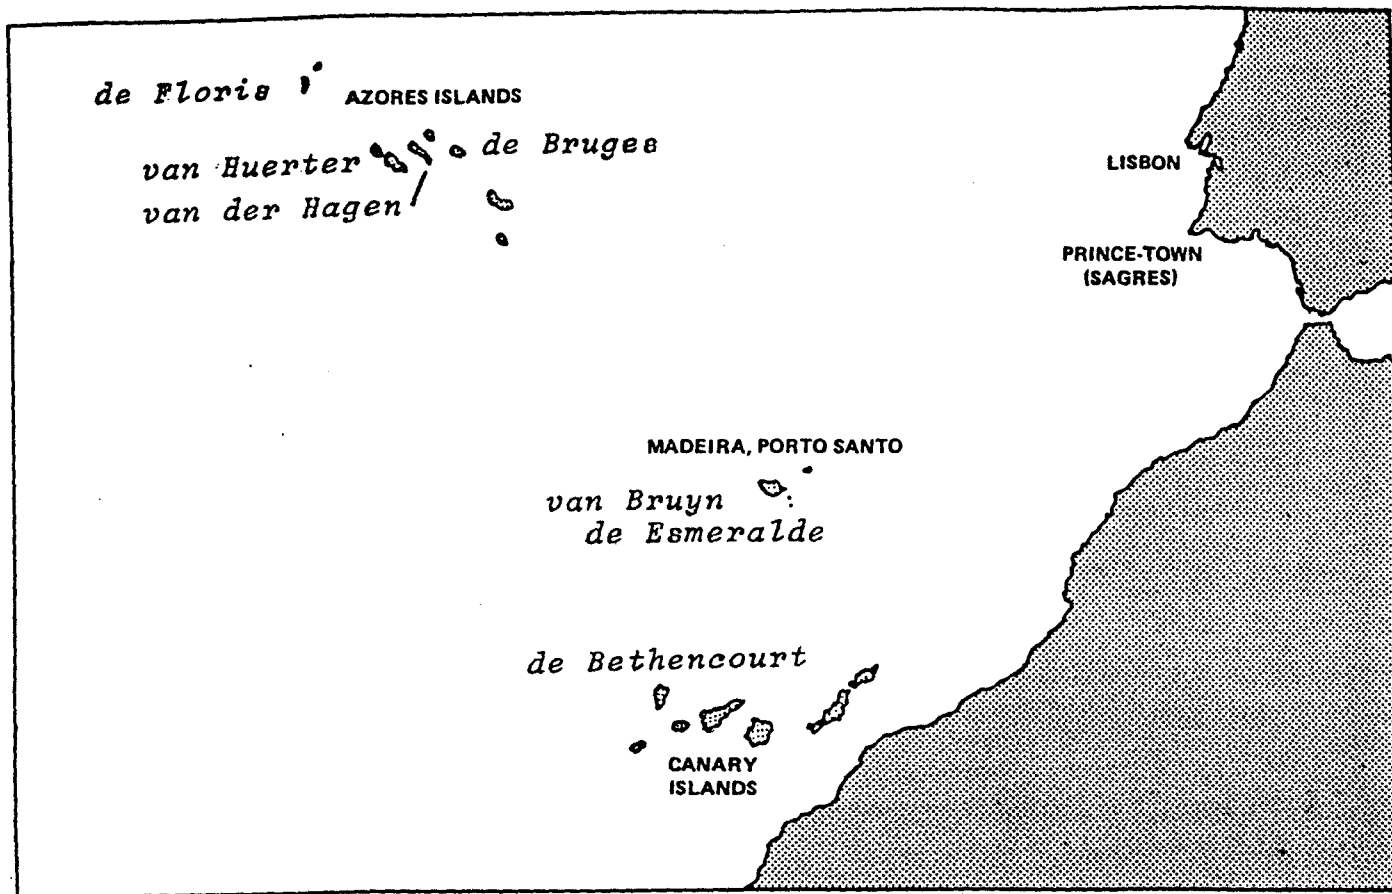 de Floris
AZORES ISLANDS
van Huerter
de Bruges
van der Hagen
LISBON
PRINCE-TOWN
(SAGRES)
MADEIRA, PORTO SANTO
van Bruyn
de Esmeralde
de Bethencourt
CANARY
ISLANDS